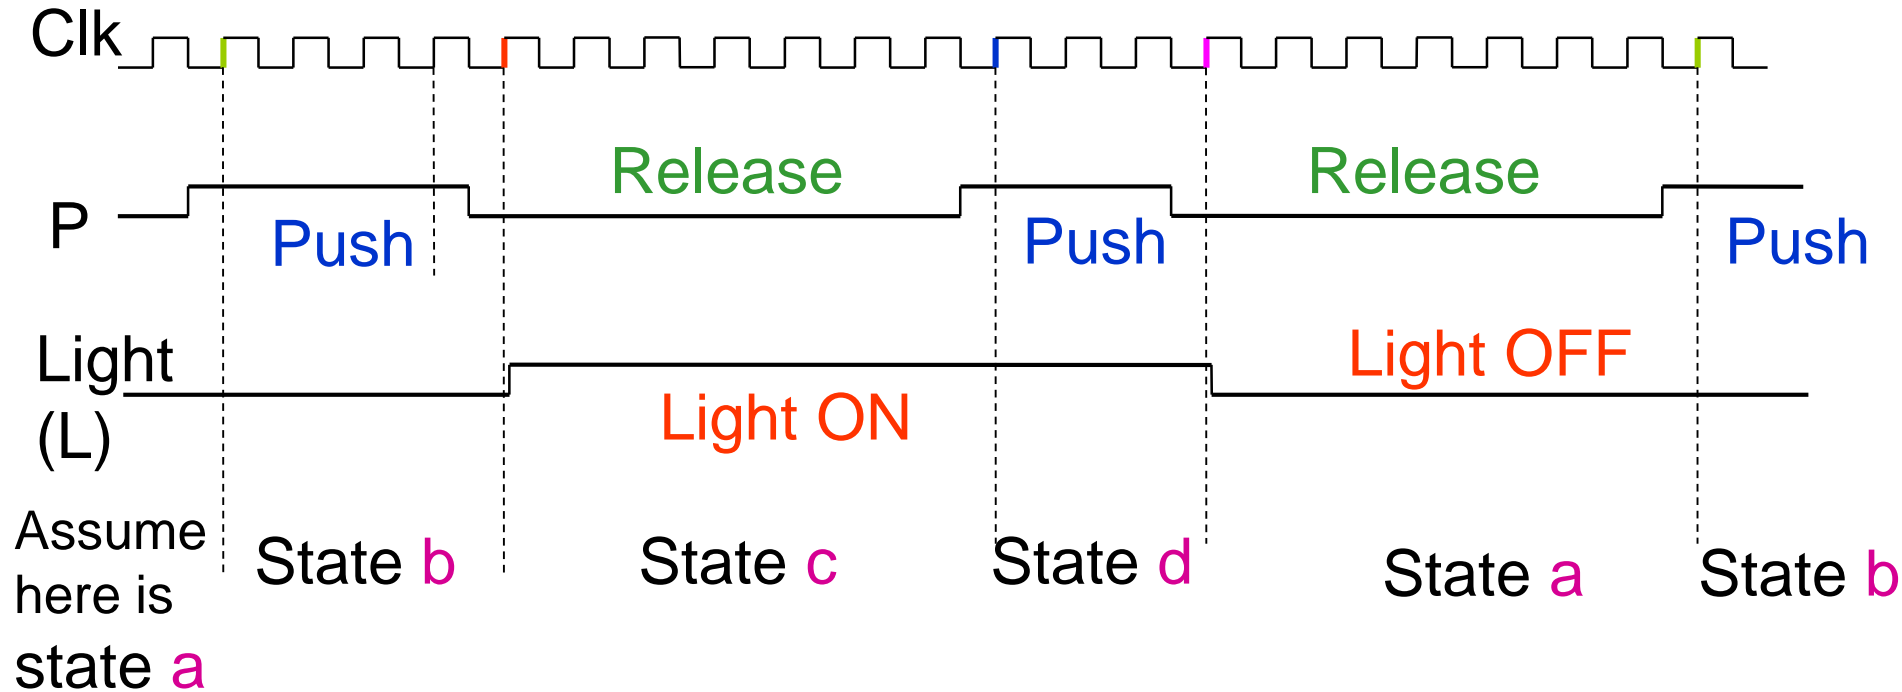 Clk
Release
Release
P
Push
Push
Push
Light
(L)
Light OFF
Light ON
Assume
here is
state a
State b
State c
State d
State a
State b